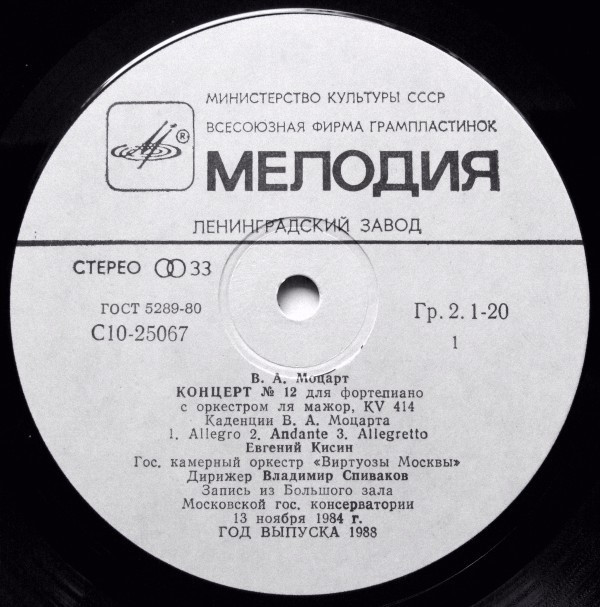 МИНИСТЕРСТВО КУЛЬТУРЫ СССР
®
ВСЕСОЮЗНАЯ ФИРМА ГРАМПЛАСТИНОК
МЕЛОДИЯ
ЛЕНИНГРАДСКИЙ ЗАВОД
СТЕРЕО 33
ГОСТ 5289-80
С10-25067
Гр. 2. 1-20
1
В. А. Моцарт
КОНЦЕРТ № 12 для фортепиано
с оркестром ля мажор, KV 414
Каденции В. А. Моцарта
1. Allegro 2. Andante 3. Allegretto
Евгений Кисин
Гос. камерный оркестр «Виртуозы Москвы»
Дирижер Владимир Спиваков
Запись из Большого зала
Московской гос. консерватории
13 ноября 1984 г.
ГОД ВЫПУСКА 1988